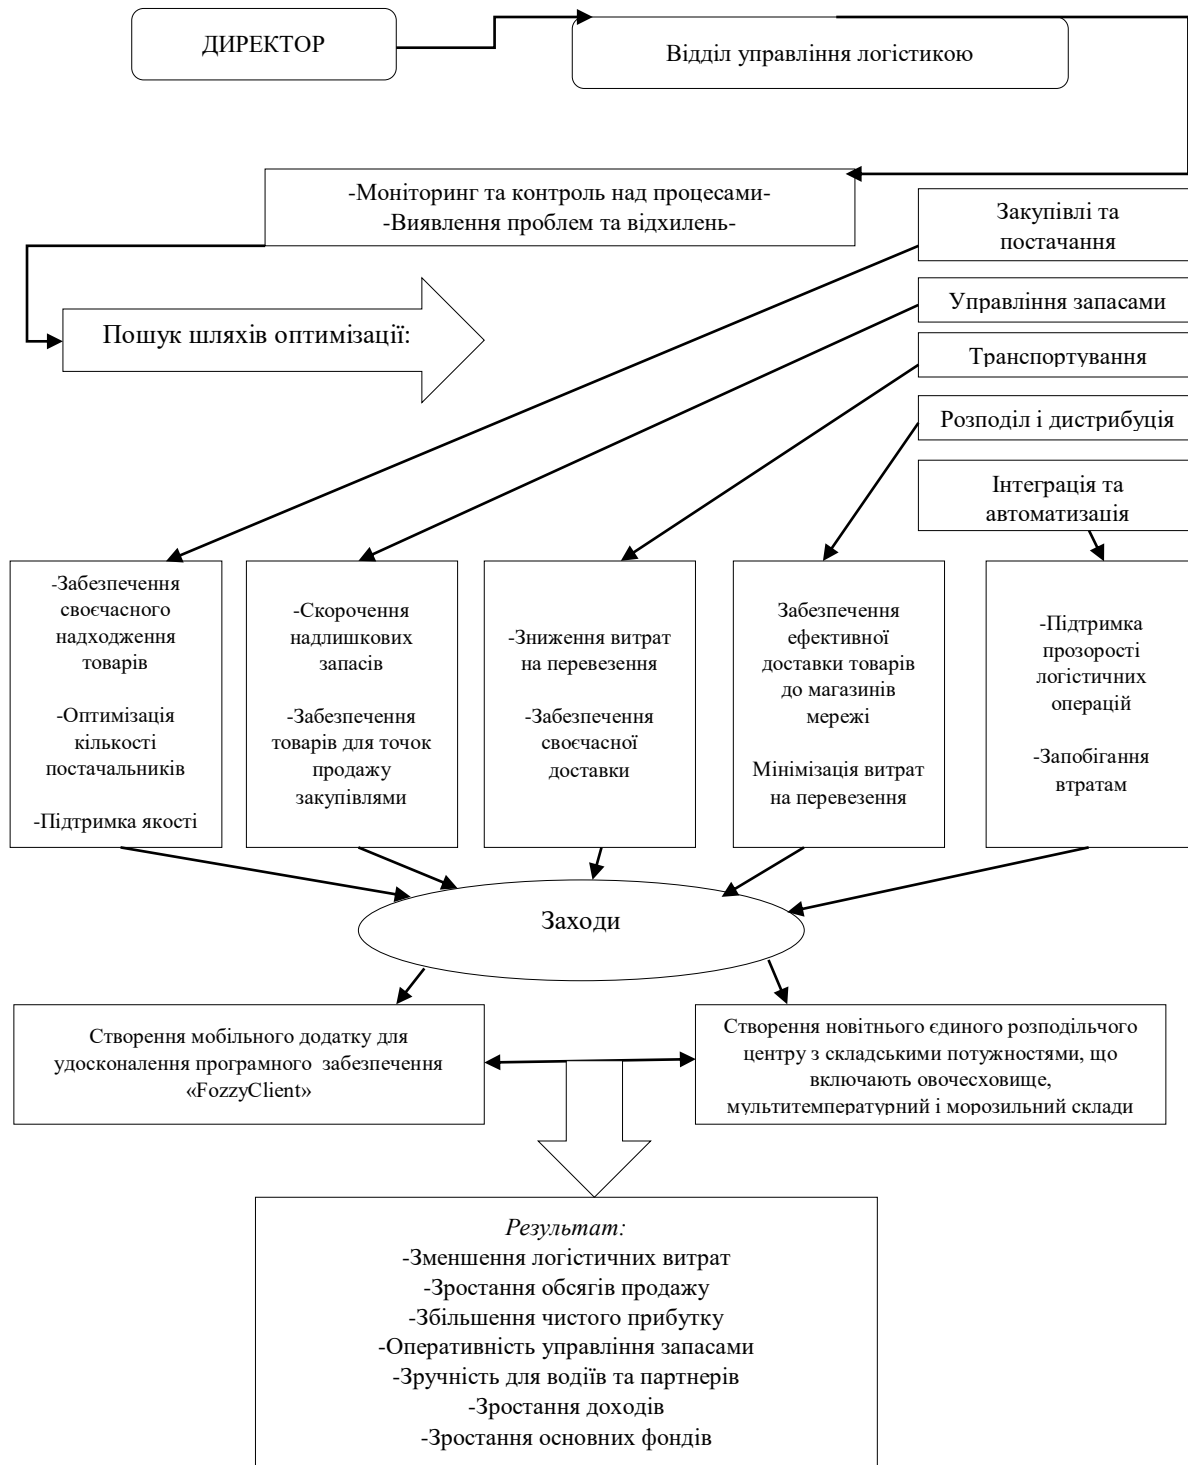 ДИРЕКТОР
Відділ управління логістикою
-Моніторинг та контроль над процесами-
-Виявлення проблем та відхилень-
Закупівлі та
постачання
Управління запасами
Пошук шляхів оптимізації:
Транспортування
Розподіл і дистрибуція
Інтеграція та
автоматизація
-Забезпечення
своєчасного
надходження
товарів
-Оптимізація
кількості
постачальників
-Підтримка якості
-Скорочення
надлишкових
запасів
-Забезпечення
товарів для точок
продажу
закупівлями
-Зниження витрат
на перевезення
-Забезпечення
своєчасної
доставки
Забезпечення
ефективної
доставки товарів
до магазинів
мережі
Мінімізація витрат
на перевезення
-Підтримка
прозорості
логістичних
операцій
-Запобігання
втратам
Заходи
Створення мобільного додатку для
удосконалення програмного забезпечення
«FozzyClient»
Створення новітнього єдиного розподільчого
центру з складськими потужностями, що
включають овочесховище,
мультитемпературний і морозильний склади
Результат:
-Зменшення логістичних витрат
-Зростання обсягів продажу
-Збільшення чистого прибутку
-Оперативність управління запасами
-Зручність для водіїв та партнерів
-Зростання доходів
-Зростання основних фондів